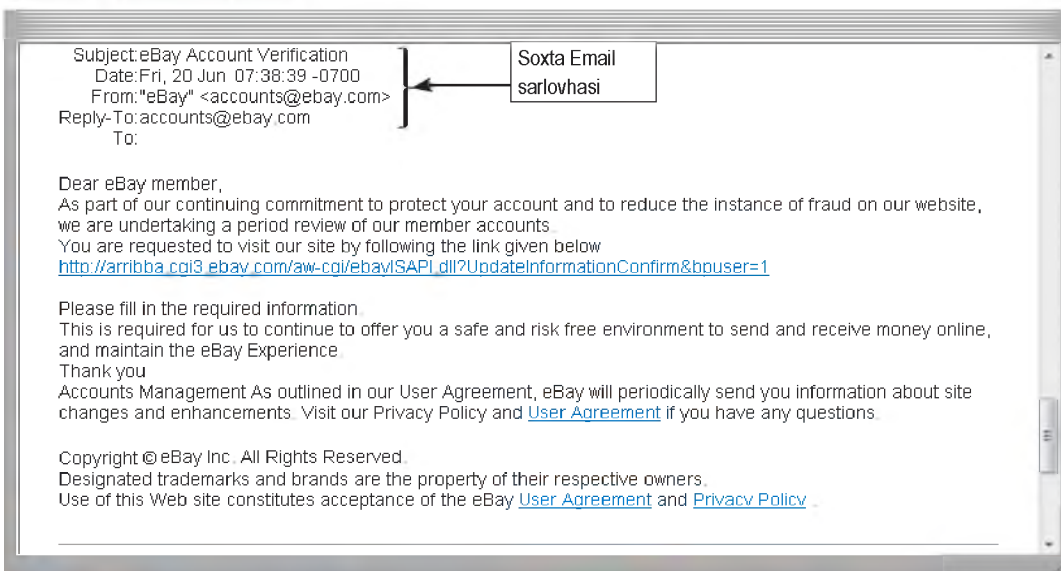 Subject:eBay Account Verification
Date:Fri, 20 Jun 07:38:39 -0700
From:"eBay" <accounts@ebay.com>
Reply-To:accounts@ebay.com
To:
Soxta Email
sarlovhasi
Dear eBay member,
As part of our continuing commitment to protect your account and to reduce the instance of fraud on our website,
we are undertaking a period review of our member accounts.
You are requested to visit our site by following the link given below
http://arribba.cgi3.ebay.com/aw-cgi/ebayISAPI.dll?UpdateInformationConfirm&bpuser=1
Please fill in the required information.
This is required for us to continue to offer you a safe and risk free environment to send and receive money online,
and maintain the eBay Experience.
Thank you
Accounts Management As outlined in our User Agreement, eBay will periodically send you information about site
changes and enhancements. Visit our Privacy Policy and User Agreement if you have any questions.
Copyright © eBay Inc. All Rights Reserved.
Designated trademarks and brands are the property of their respective owners.
Use of this Web site constitutes acceptance of the eBay User Agreement and Privacy Policy .